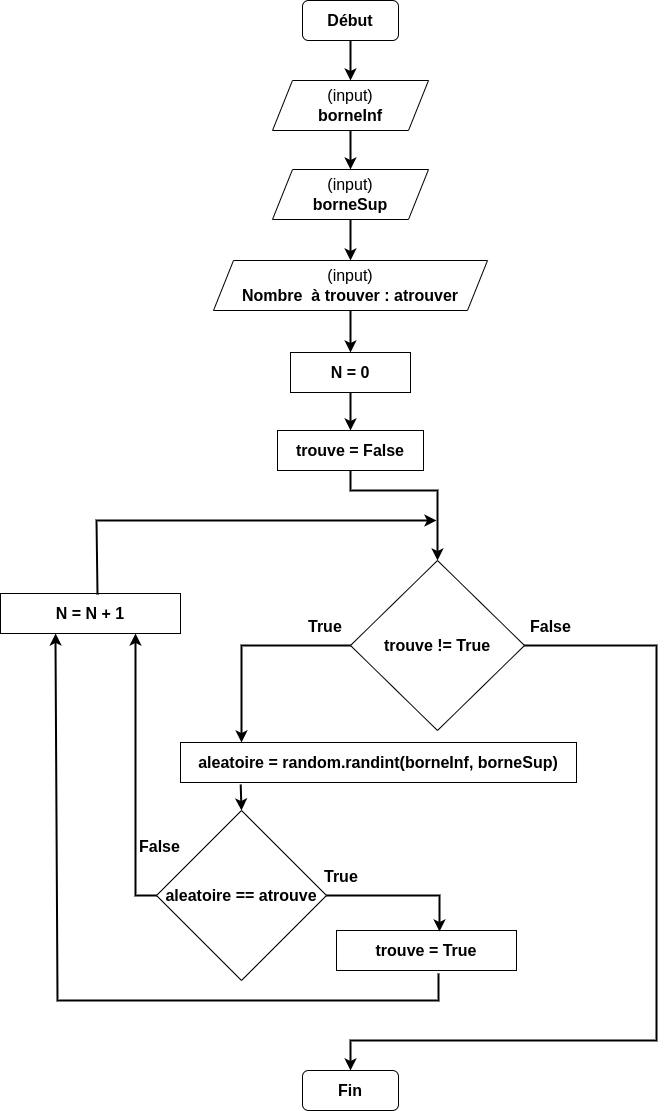 Début
(input)
borneInf
(input)
borneSup
(input)
Nombre à trouver : atrouver
N = 0
trouve = False
N = N + 1
True
False
trouve != True
aleatoire = random.randint(borneInf, borneSup)
False
True
aleatoire == atrouve
trouve = True
Fin